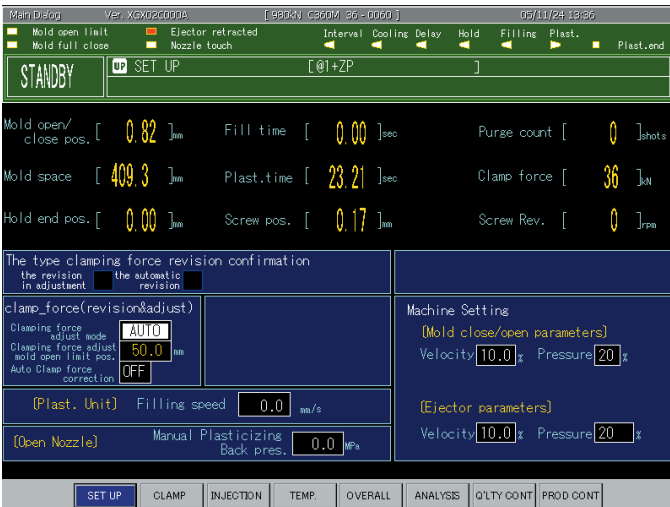 Main Dialog Ver. XGX02C000A [ 980KN C360M 36 - 0060 ] 05/11/24 13:36
Mold open limit Ejector retracted Interval Cooling Delay Hold Filling Plast.
Mold full close Nozzle touch Plast.end
STANDBY UP SET UP [@1+ZP ]
Mold open/ close pos. [ 0.82 ]mm Fill time [ 0.00 ]sec Purge count [ 0 ]shots
Mold space [ 409.3 ]mm Plast.time [ 23.21 ]sec Clamp force [ 36 ]kN
Hold end pos. [ 0.00 ]mm Screw pos. [ 0.17 ]mm Screw Rev. [ 0 ]rpm
The type clamping force revision confirmation
the revision in adjustment the automatic revision
clamp_force(revision&adjust)
Clamping force adjust mode AUTO
Clamping force adjust mold open limit pos. 50.0 mm
Auto Clamp force correction OFF
Machine Setting
(Mold close/open parameters)
Velocity 10.0 % Pressure 20 %
(Plast. Unit) Filling speed 0.0 mm/s
(Ejector parameters)
Velocity 10.0 % Pressure 20 %
(Open Nozzle) Manual Plasticizing Back pres. 0.0 MPa
SET UP CLAMP INJECTION TEMP. OVERALL ANALYSIS Q'LTY CONT PROD CONT